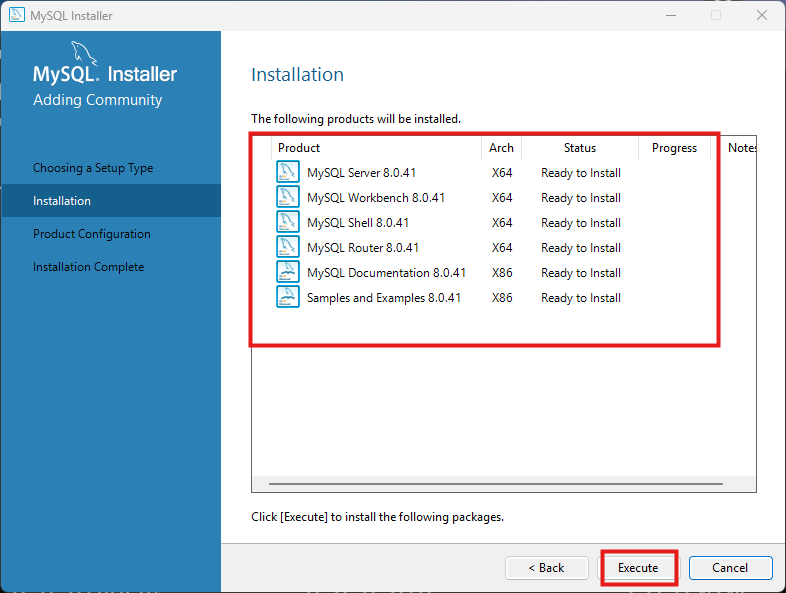 MySQL Installer
MySQL. Installer
Adding Community
Choosing a Setup Type
Installation
Product Configuration
Installation Complete
Installation
The following products will be installed.
Product Arch Status Progress Notes
MySQL Server 8.0.41 X64 Ready to Install
MySQL Workbench 8.0.41 X64 Ready to Install
MySQL Shell 8.0.41 X64 Ready to Install
MySQL Router 8.0.41 X64 Ready to Install
MySQL Documentation 8.0.41 X86 Ready to Install
Samples and Examples 8.0.41 X86 Ready to Install
Click [Execute] to install the following packages.
< Back Execute Cancel